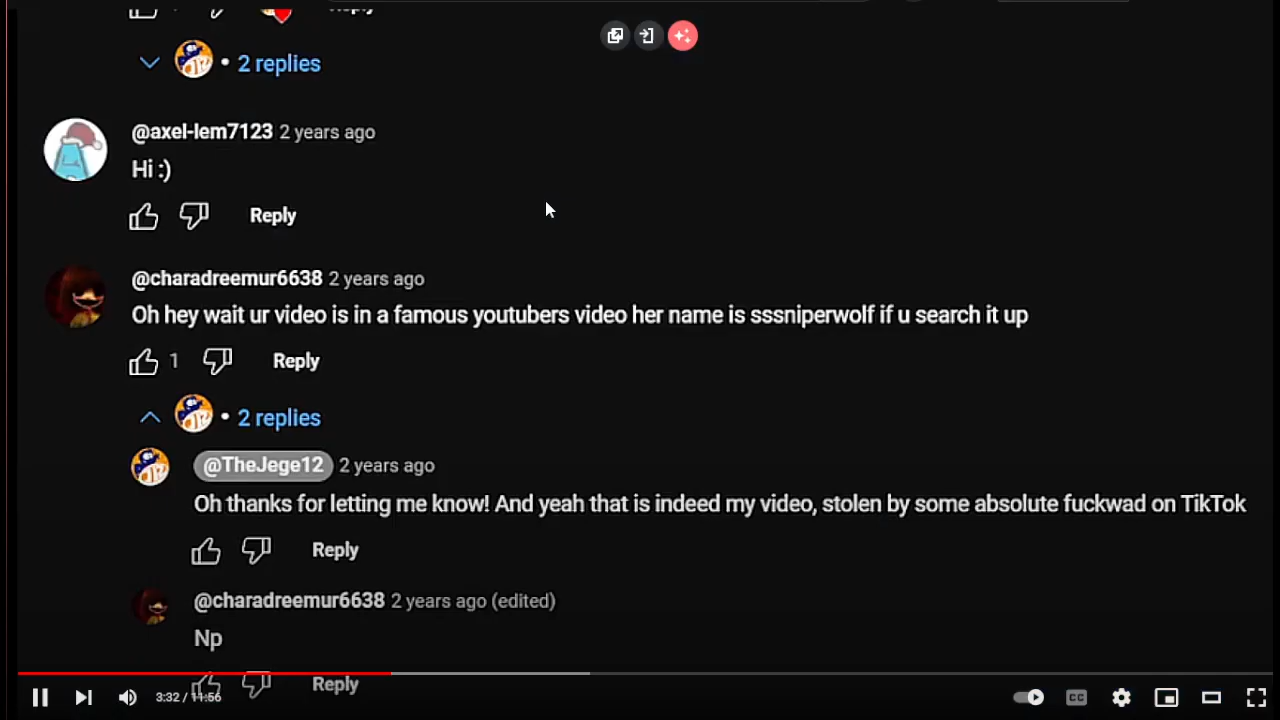 Reply
2 replies
@axel-lem7123 2 years ago
Hi :)
Reply
@charadreemur6638 2 years ago
Oh hey wait ur video is in a famous youtubers video her name is sssniperwolf if u search it up
1 Reply
2 replies
@TheJege12 2 years ago
Oh thanks for letting me know! And yeah that is indeed my video, stolen by some absolute fuckwad on TikTok
Reply
@charadreemur6638 2 years ago (edited)
Np
Reply
3:32 / 11:56
CC